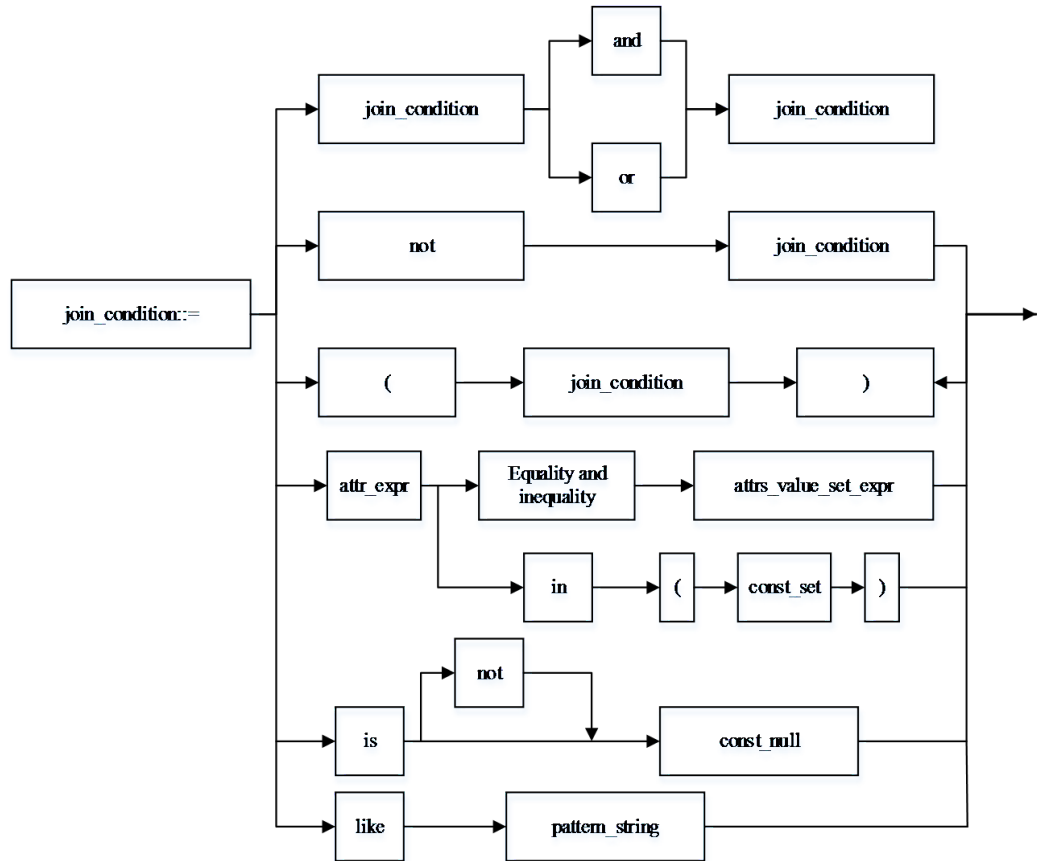 and
join_condition
join_condition
or
not
join_condition
join_condition::=
(
join_condition
)
attr_expr
Equality and
inequality
attrs_value_set_expr
in
(
const_set
)
not
is
const_null
like
pattern_string